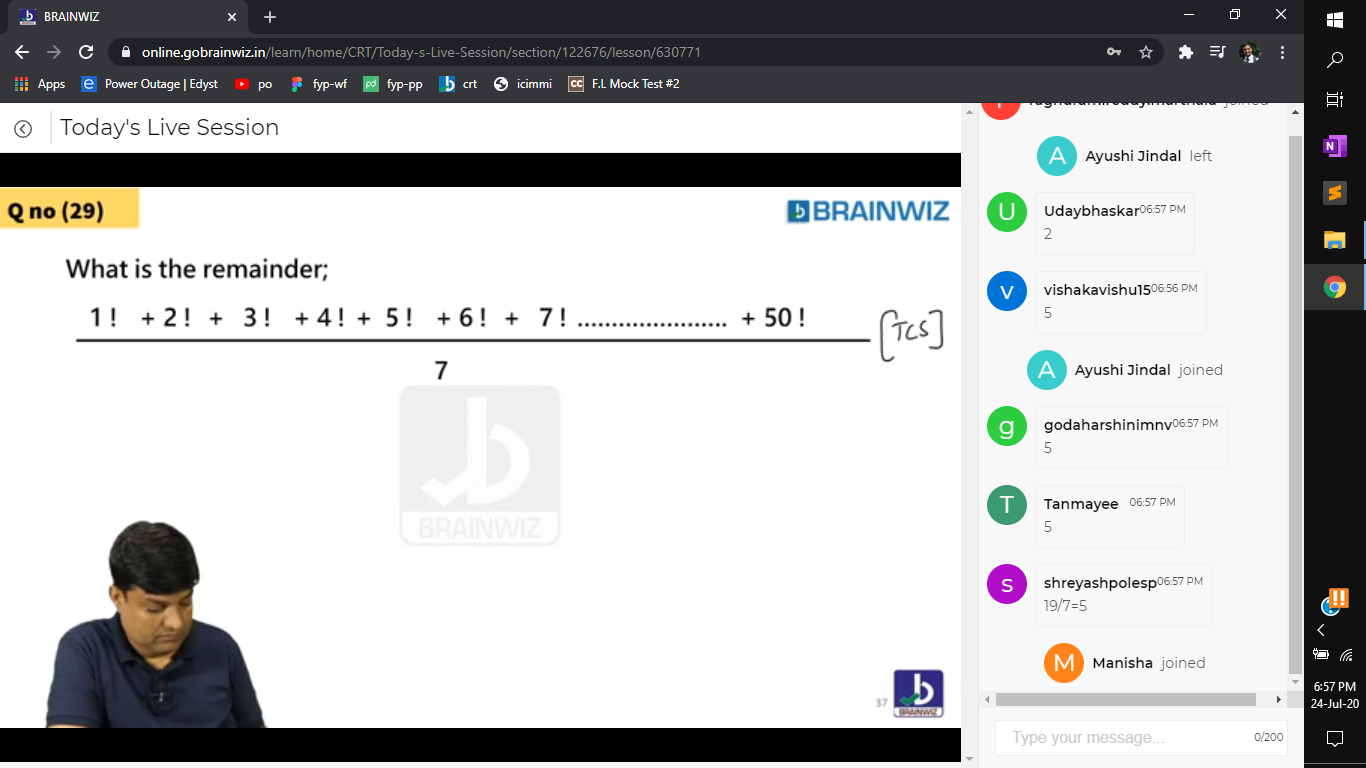 BRAINWIZ
online.gobrainwiz.in/learn/home/CRT/Today-s-Live-Session/section/122676/lesson/630771
Apps Power Outage | Edyst po fyp-wf fyp-pp crt icimmi CC F.L Mock Test #2
Today's Live Session
Q no (29)
BRAINWIZ
What is the remainder;
1 ! + 2 ! + 3 ! + 4 ! + 5 ! + 6 ! + 7 ! ...................... + 50 !
[TCS]
7
BRAINWIZ
37
BRAINWIZ
joined
A Ayushi Jindal left
U Udaybhaskar 06:57 PM
2
v vishakavishu15 06:56 PM
5
A Ayushi Jindal joined
g godaharshinimnv 06:57 PM
5
T Tanmayee 06:57 PM
5
s shreyashpolesp 06:57 PM
19/7=5
M Manisha joined
Type your message... 0/200
N
6:57 PM
24-Jul-20